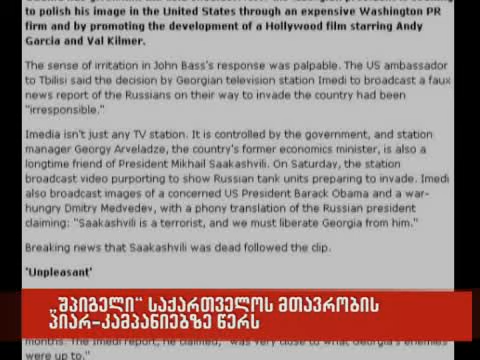 to polish his image in the United States through an expensive Washington PR
firm and by promoting the development of a Hollywood film starring Andy
Garcia and Val Kilmer.
The sense of irritation in John Bass's response was palpable. The US ambassador
to Tbilisi said the decision by Georgian television station Imedi to broadcast a faux
news report of the Russians on their way to invade the country had been
"irresponsible."
Imedia isn't just any TV station. It is controlled by the government, and station
manager Georgy Arveladze, the country's former economics minister, is also a
longtime friend of President Mikhail Saakashvili. On Saturday, the station
broadcast video purporting to show Russian tank units preparing to invade. Imedi
also broadcast images of a concerned US President Barack Obama and a war-
hungry Dmitry Medvedev, with a phony translation of the Russian president
claiming: "Saakashvili is a terrorist, and we must liberate Georgia from him."
Breaking news that Saakashvili was dead followed the clip.
'Unpleasant'
„შპიგელი“ საქართველოს მთავრობის
პიარ-კამპანიებზე წერს
months. The Imedi report, he claimed, "was very close to what Georgia's enemies
were up to."